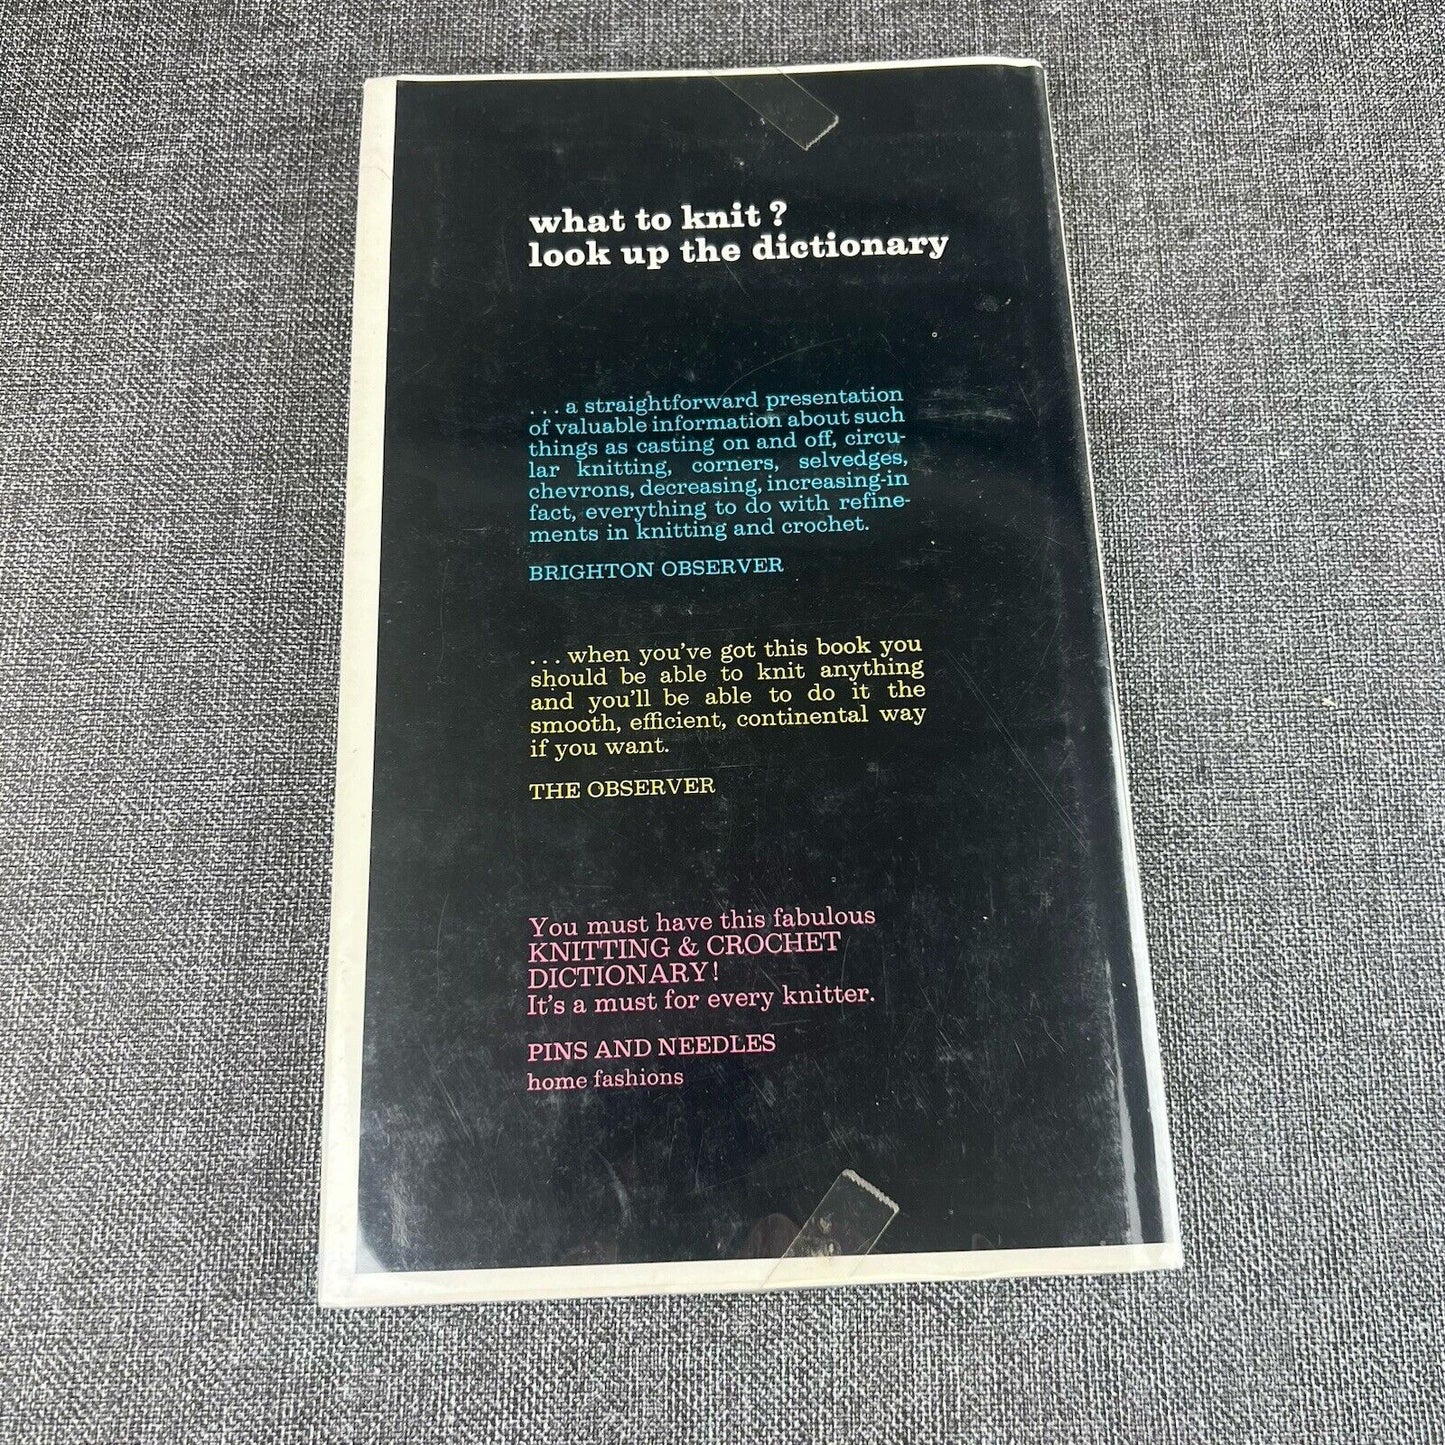 what to knit ?
look up the dictionary
. . . a straightforward presentation
of valuable information about such
things as casting on and off, circu-
lar knitting, corners, selvedges,
chevrons, decreasing, increasing-in
fact, everything to do with refine-
ments in knitting and crochet.
BRIGHTON OBSERVER
. . . when you've got this book you
should be able to knit anything
and you'll be able to do it the
smooth, efficient, continental way
if you want.
THE OBSERVER
You must have this fabulous
KNITTING & CROCHET
DICTIONARY!
It's a must for every knitter.
PINS AND NEEDLES
home fashions